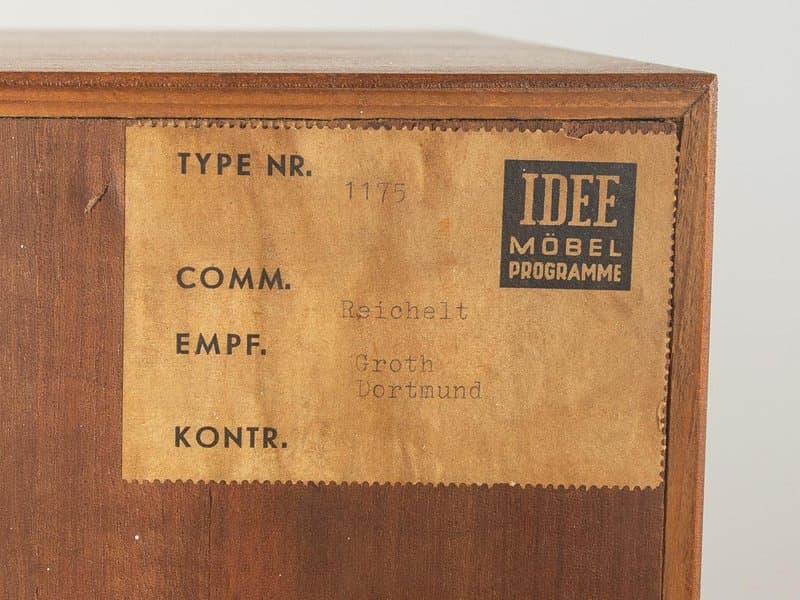 TYPE NR.
1175
IDEE
MÖBEL
PROGRAMME
COMM.
Reichelt
EMPF.
Groth
Dortmund
KONTR.